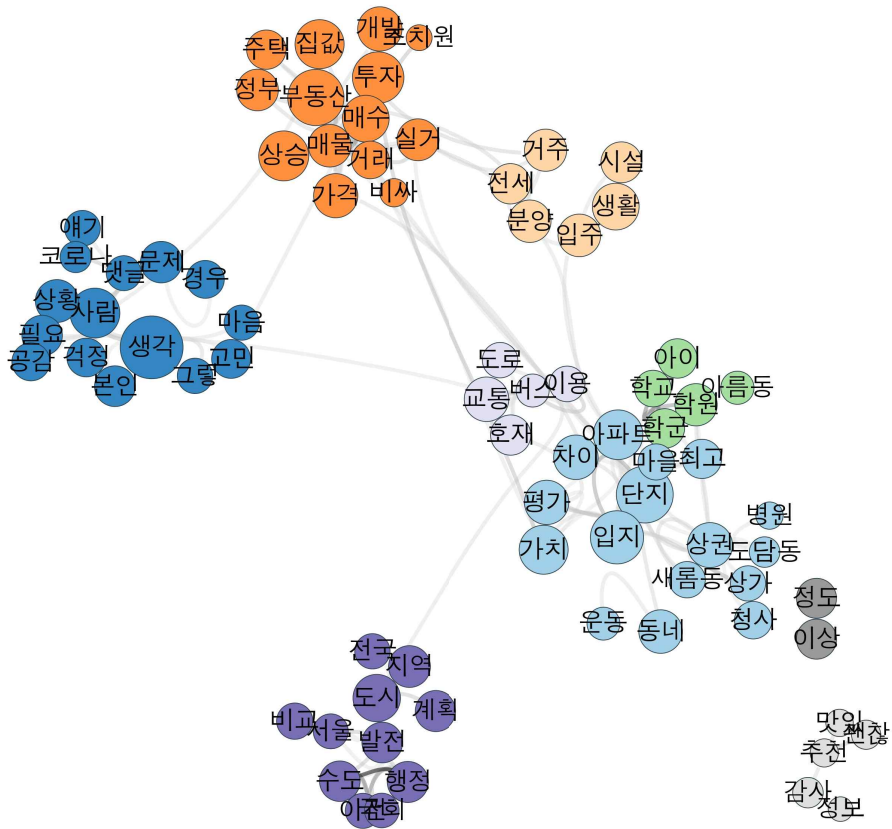 개발
조치원
주택
집값
투자
정부
부동산
매수
실거
매물
거래
상승
가격
비싸
거주
시설
전세
생활
분양
입주
얘기
코로나
댓글
문제
경우
상황
사람
마음
필요
생각
공감
걱정
고민
본인
그렇
도로
버스
이용
교통
호재
아이
학교
학원
아름동
학군
아파트
차이
마을
최고
단지
평가
입지
가치
병원
상권
도담동
새롬동
상가
청사
운동
동네
정도
이상
전국
지역
도시
계획
비교
서울
발전
수도
행정
이전
국회
맛있
괜찮
추천
감사
정보